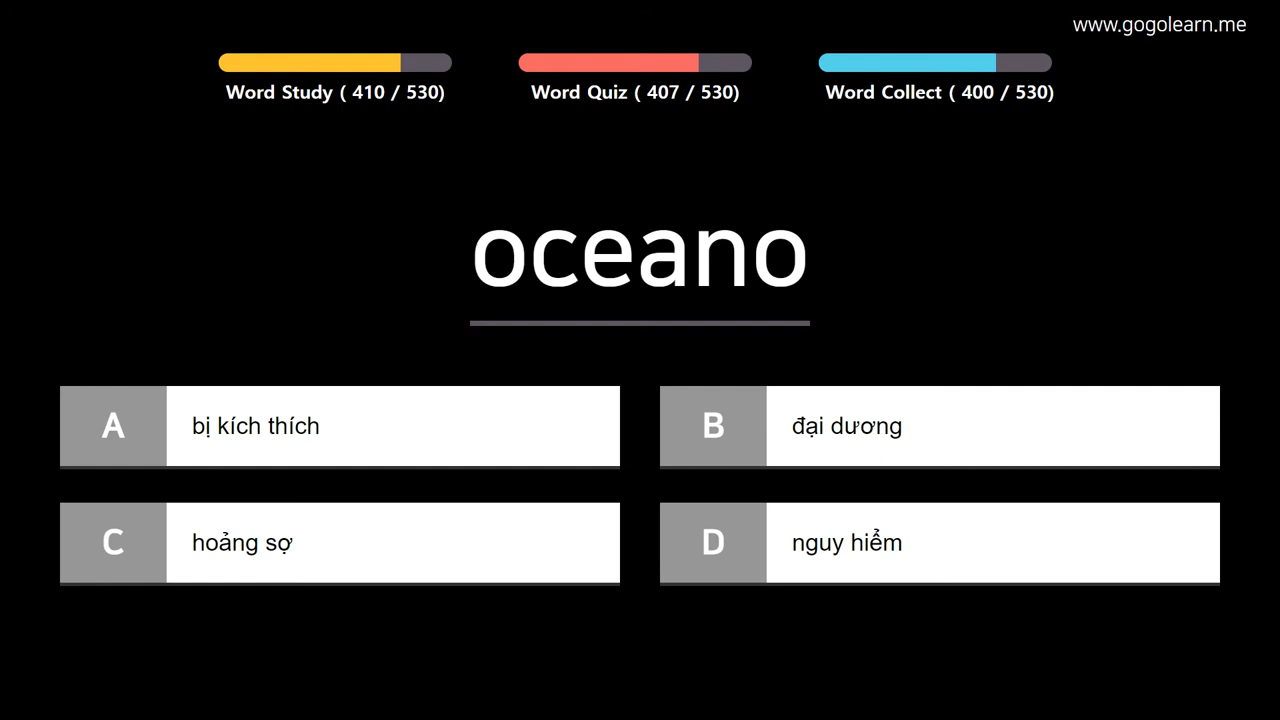 www.gogolearn.me
Word Study ( 410 / 530)
Word Quiz ( 407 / 530)
Word Collect ( 400 / 530)
oceano
A
bị kích thích
B
đại dương
C
hoảng sợ
D
nguy hiểm